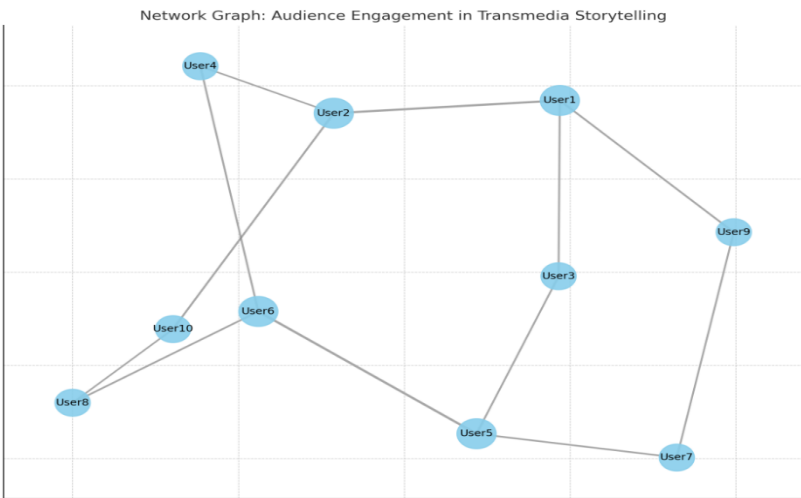 Network Graph: Audience Engagement in Transmedia Storytelling
User4
User2
User1
User9
User3
User6
User10
User8
User5
User7